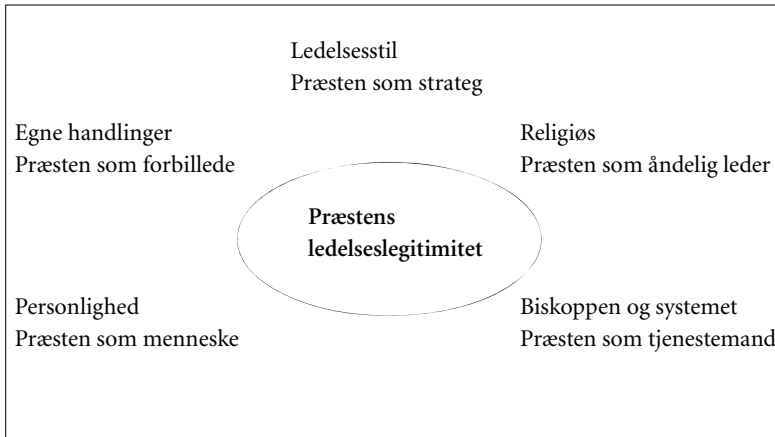 Ledelsesstil
Præsten som strateg
Egne handlinger
Præsten som forbillede
Religiøs
Præsten som åndelig leder
Præstens
ledelseslegitimitet
Personlighed
Præsten som menneske
Biskoppen og systemet
Præsten som tjenestemand